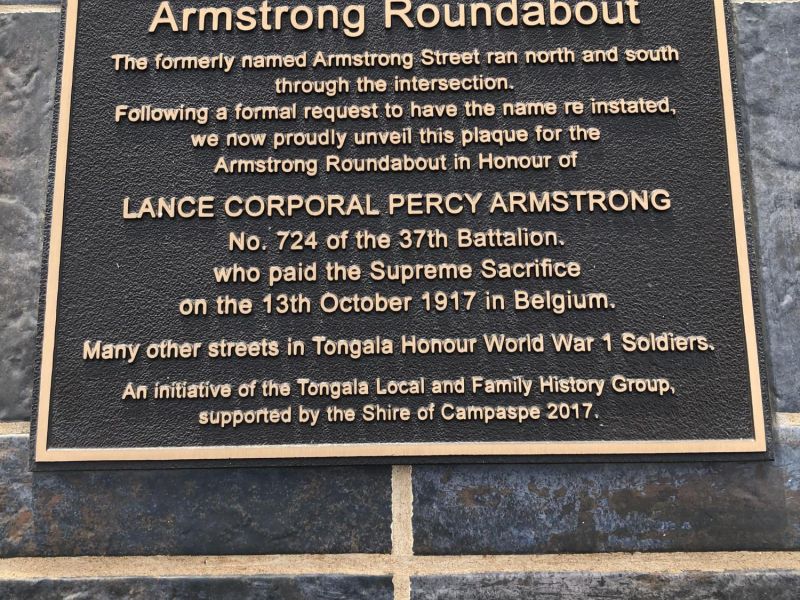 Armstrong Roundabout
The formerly named Armstrong Street ran north and south
through the intersection.
Following a formal request to have the name re instated,
we now proudly unveil this plaque for the
Armstrong Roundabout in Honour of
LANCE CORPORAL PERCY ARMSTRONG
No. 724 of the 37th Battalion.
who paid the Supreme Sacrifice
on the 13th October 1917 in Belgium.
Many other streets in Tongala Honour World War 1 Soldiers.
An initiative of the Tongala Local and Family History Group,
supported by the Shire of Campaspe 2017.